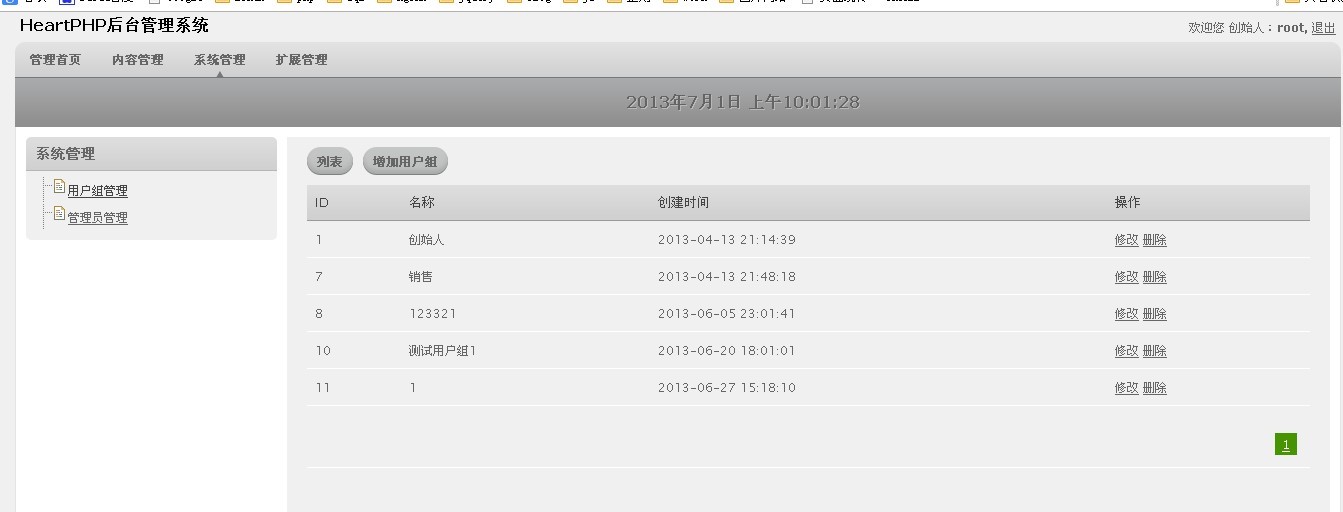 HeartPHP后台管理系统
欢迎您 创始人：root, 退出
管理首页 内容管理 系统管理 扩展管理
2013年7月1日 上午10:01:28
系统管理
用户组管理
管理员管理
列表 增加用户组
ID 名称 创建时间 操作
1 创始人 2013-04-13 21:14:39 修改 删除
7 销售 2013-04-13 21:48:18 修改 删除
8 123321 2013-06-05 23:01:41 修改 删除
10 测试用户组1 2013-06-20 18:01:01 修改 删除
11 1 2013-06-27 15:18:10 修改 删除
1